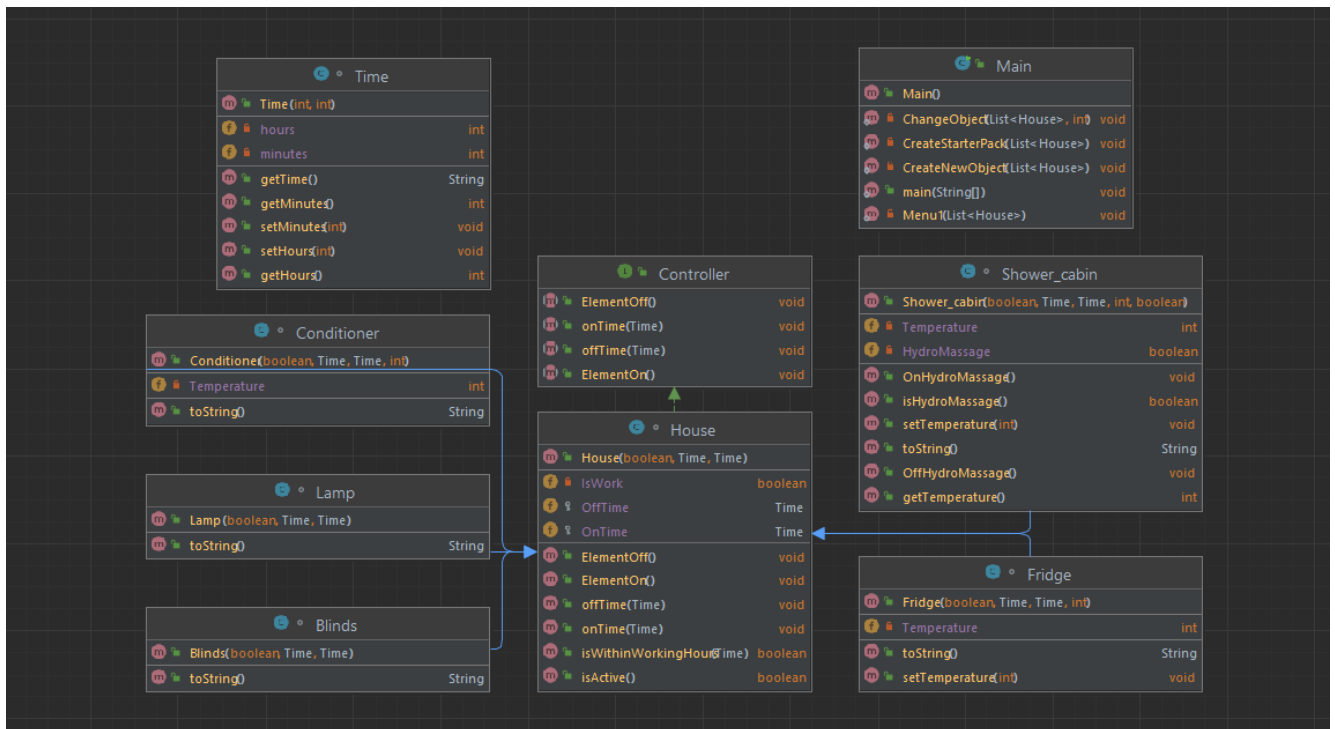 Time
Time(int, int)
hours int
minutes int
getTime() String
getMinutes() int
setMinutes(int) void
setHours(int) void
getHours() int
Main
Main()
ChangeObject(List<House>, int) void
CreateStarterPack(List<House>) void
CreateNewObject(List<House>) void
main(String[]) void
Menu1(List<House>) void
Controller
ElementOff() void
onTime(Time) void
offTime(Time) void
ElementOn() void
Shower_cabin
Shower_cabin(boolean, Time, Time, int, boolean)
Temperature int
HydroMassage boolean
OnHydroMassage() void
isHydroMassage() boolean
setTemperature(int) void
toString() String
OffHydroMassage() void
getTemperature() int
Conditioner
Conditioner(boolean, Time, Time, int)
Temperature int
toString() String
House
House(boolean, Time, Time)
IsWork boolean
OffTime Time
OnTime Time
ElementOff() void
ElementOn() void
offTime(Time) void
onTime(Time) void
isWithinWorkingHours(Time) boolean
isActive() boolean
Lamp
Lamp(boolean, Time, Time)
toString() String
Blinds
Blinds(boolean, Time, Time)
toString() String
Fridge
Fridge(boolean, Time, Time, int)
Temperature int
toString() String
setTemperature(int) void